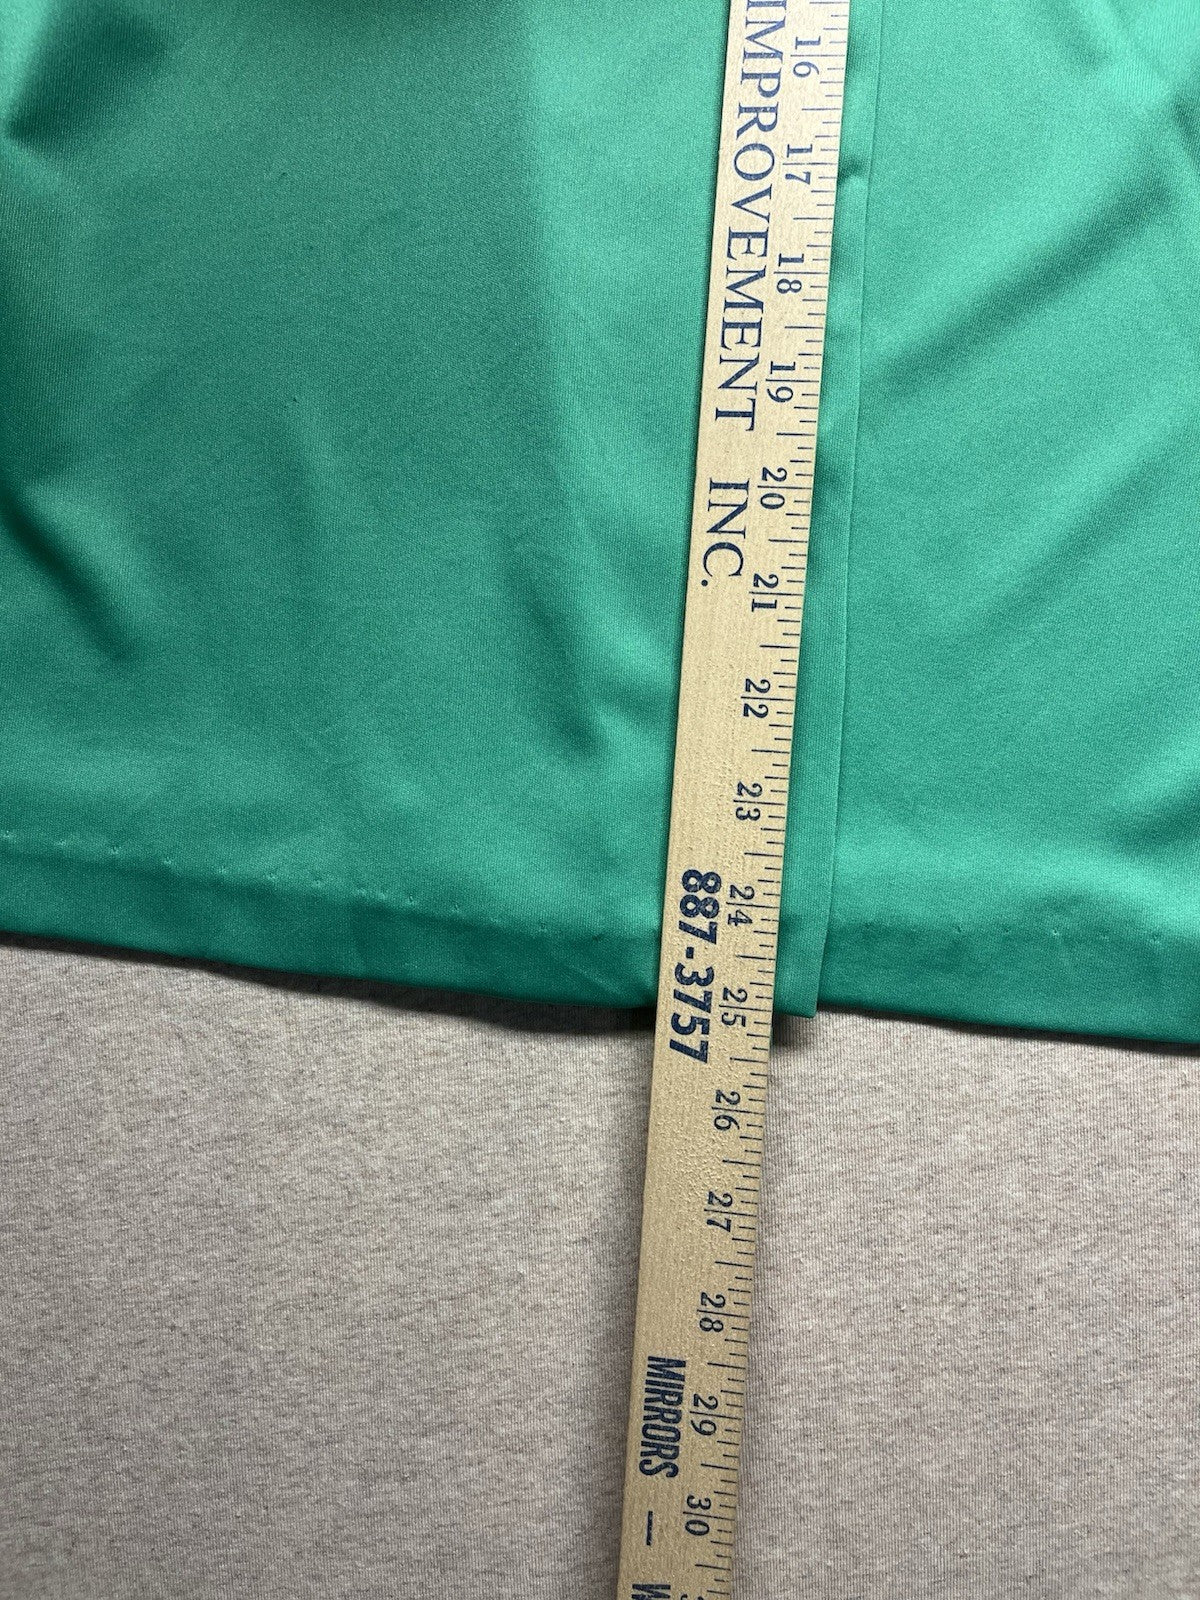 IMPROVEMENT INC.
887-3757
MIRRORS —
16 17 18 19 20 21 22 23 24 25 26 27 28 29 30